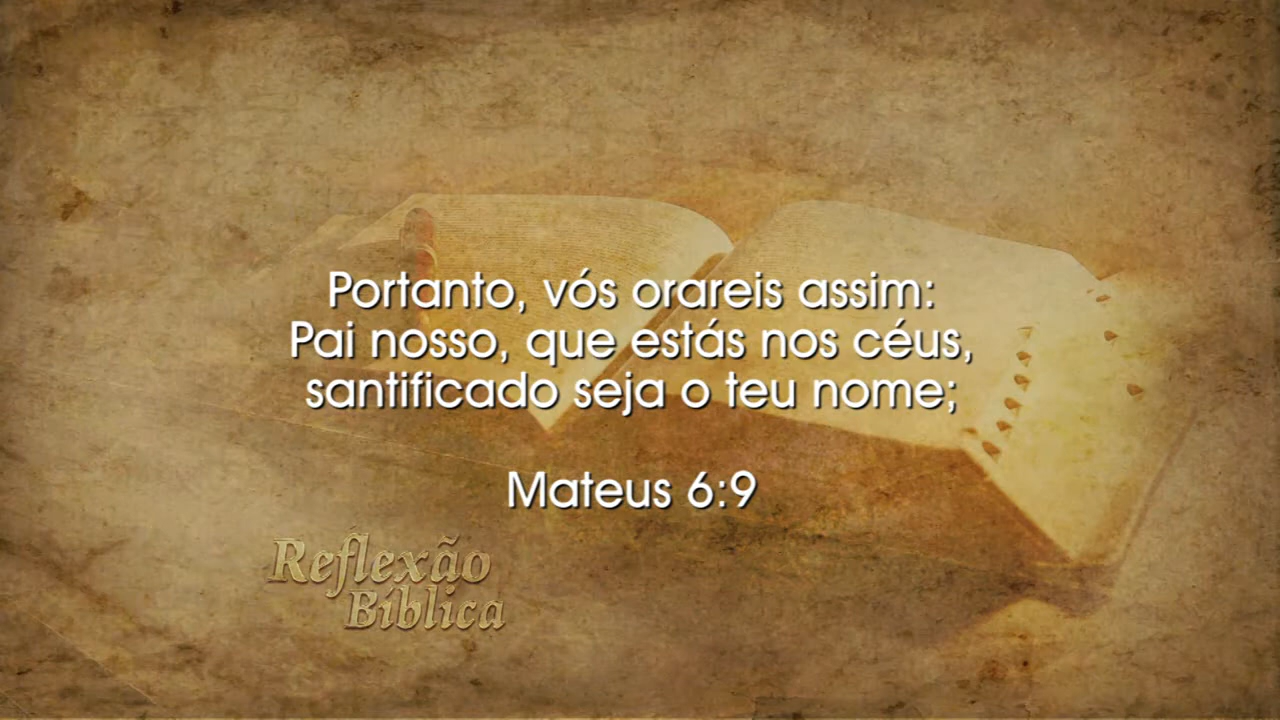 Portanto, vós orareis assim:
Pai nosso, que estás nos céus,
santificado seja o teu nome;
Mateus 6:9
Reflexão
Bíblica